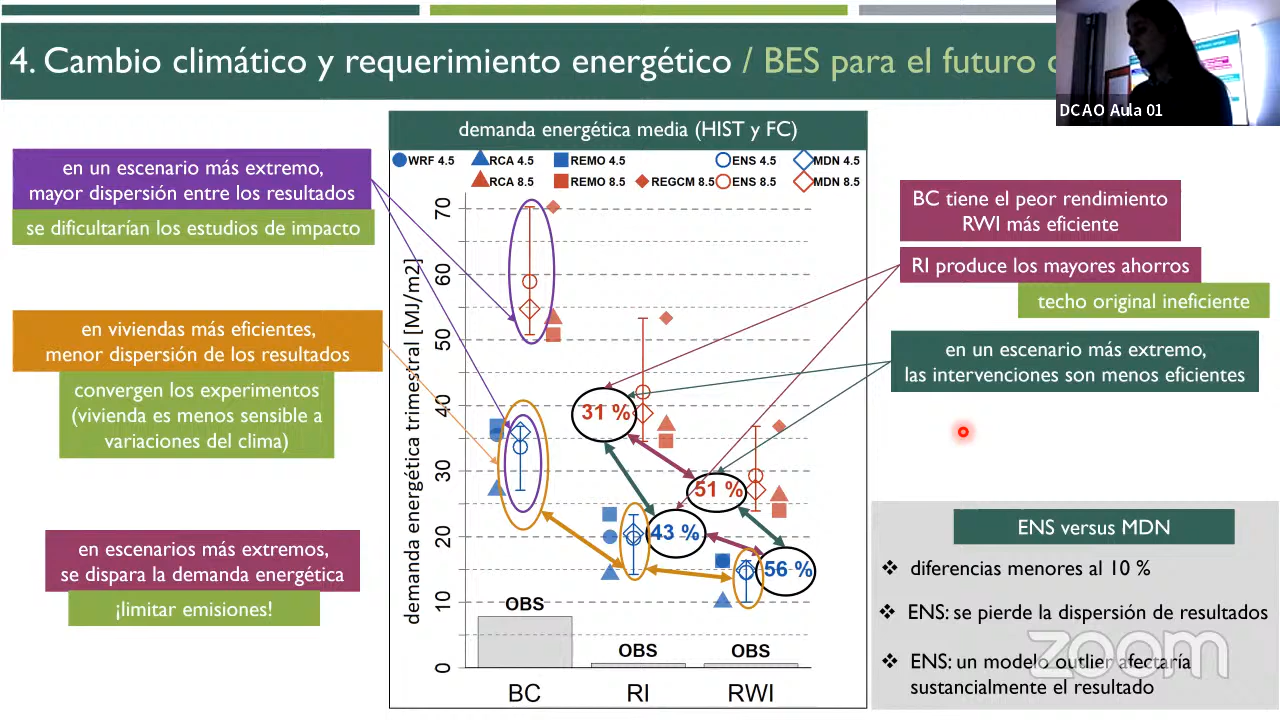 4. Cambio climático y requerimiento energético / BES para el futuro
DCAO Aula 01
en un escenario más extremo,
mayor dispersión entre los resultados
se dificultarían los estudios de impacto
en viviendas más eficientes,
menor dispersión de los resultados
convergen los experimentos
(vivienda es menos sensible a
variaciones del clima)
en escenarios más extremos,
se dispara la demanda energética
¡limitar emisiones!
demanda energética media (HIST y FC)
WRF 4.5 RCA 4.5 REMO 4.5 ENS 4.5 MDN 4.5
RCA 8.5 REMO 8.5 REGCM 8.5 ENS 8.5 MDN 8.5
demanda energética trimestral [MJ/m2]
70
60
50
40
30
20
10
0
31 %
51 %
43 %
56 %
OBS
OBS
OBS
BC
RI
RWI
BC tiene el peor rendimiento
RWI más eficiente
RI produce los mayores ahorros
techo original ineficiente
en un escenario más extremo,
las intervenciones son menos eficientes
ENS versus MDN
❖ diferencias menores al 10 %
❖ ENS: se pierde la dispersión de resultados
❖ ENS: un modelo outlier afectaría
sustancialmente el resultado
zoom